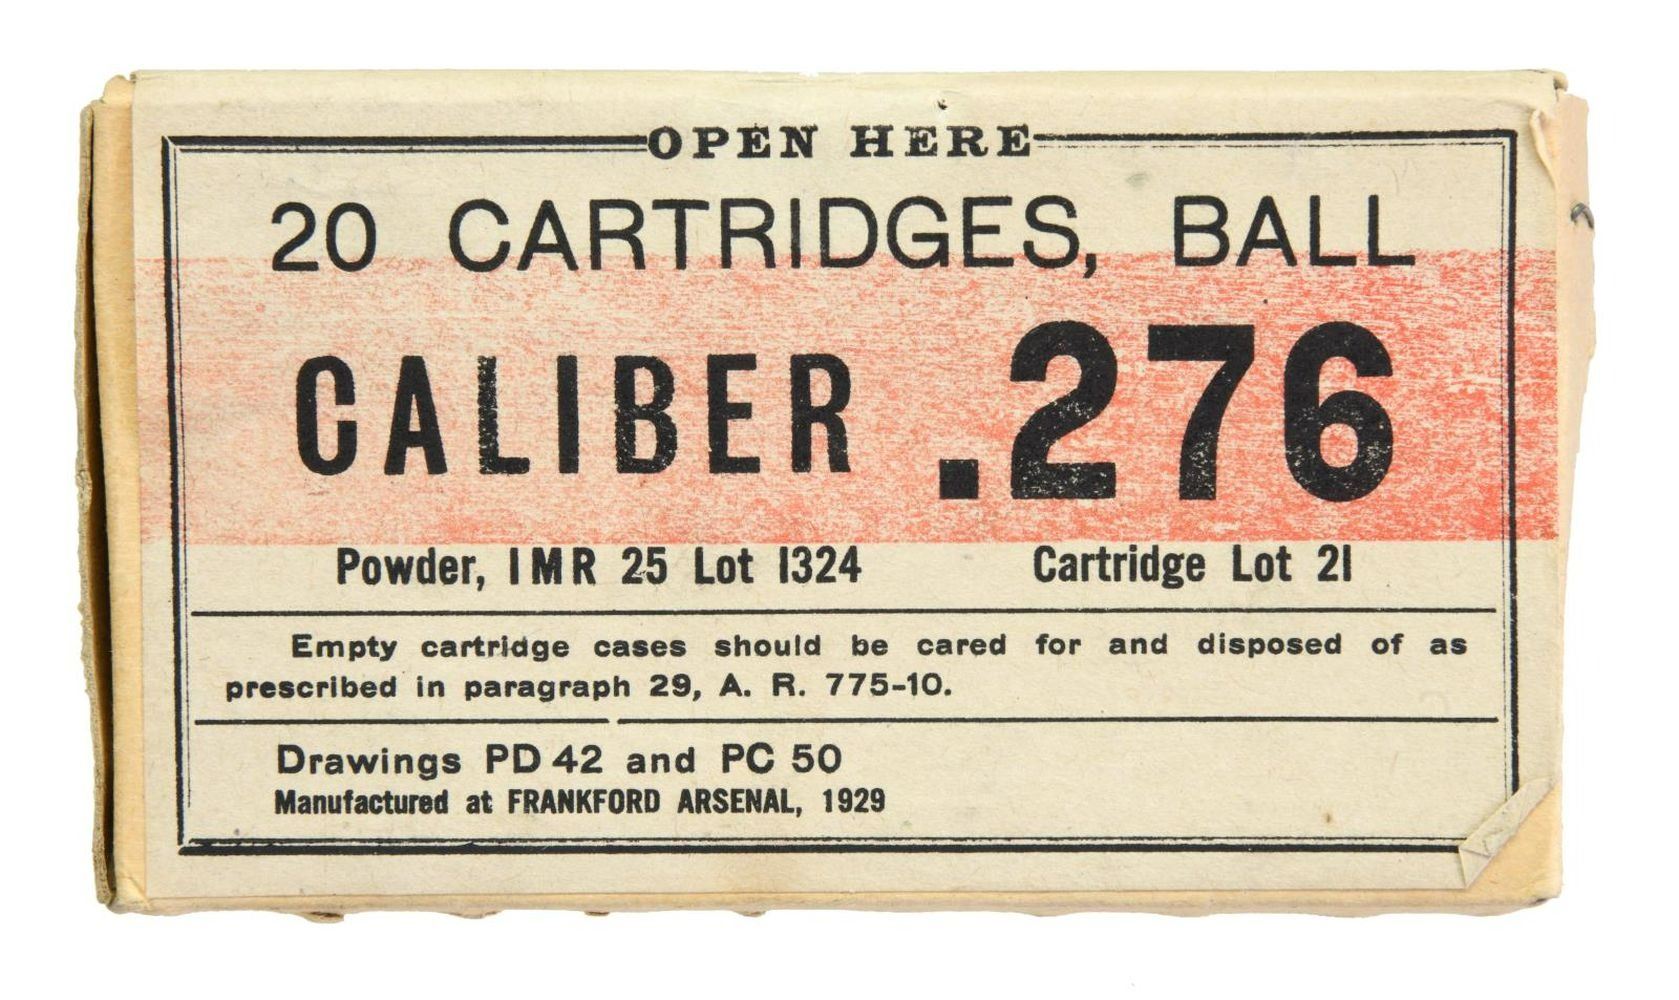 OPEN HERE
20 CARTRIDGES, BALL
CALIBER .276
Powder, IMR 25 Lot 1324 Cartridge Lot 21
Empty cartridge cases should be cared for and disposed of as
prescribed in paragraph 29, A. R. 775-10.
Drawings PD 42 and PC 50
Manufactured at FRANKFORD ARSENAL, 1929